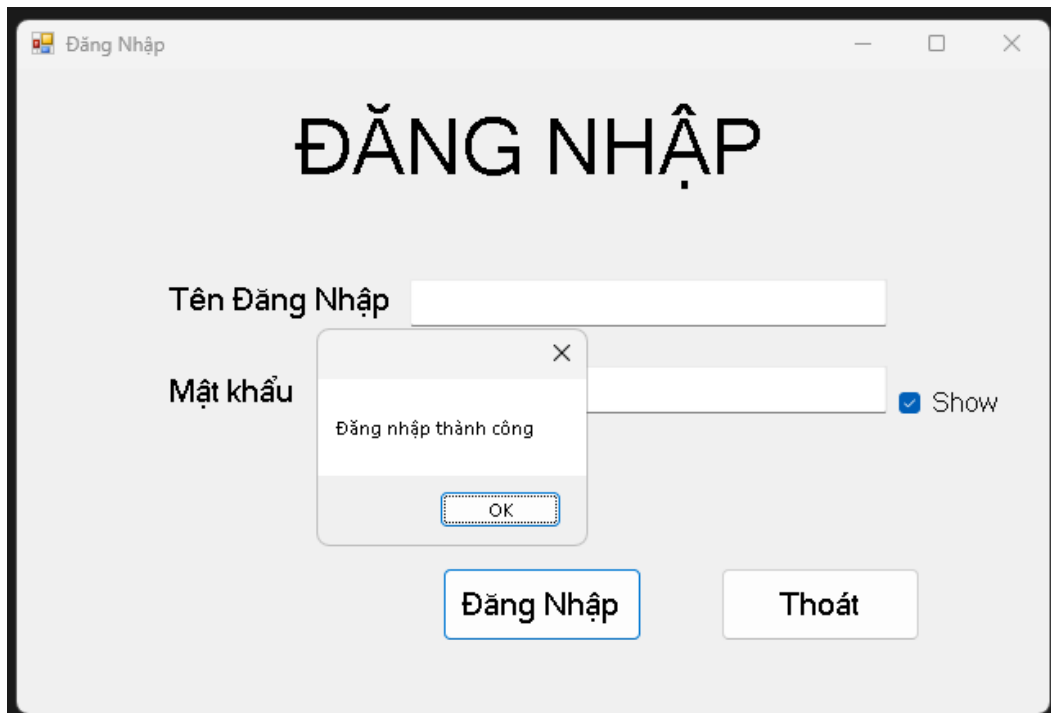 Đăng Nhập
ĐĂNG NHẬP
Tên Đăng Nhập
Mật khẩu
Show
Đăng nhập thành công
OK
Đăng Nhập
Thoát